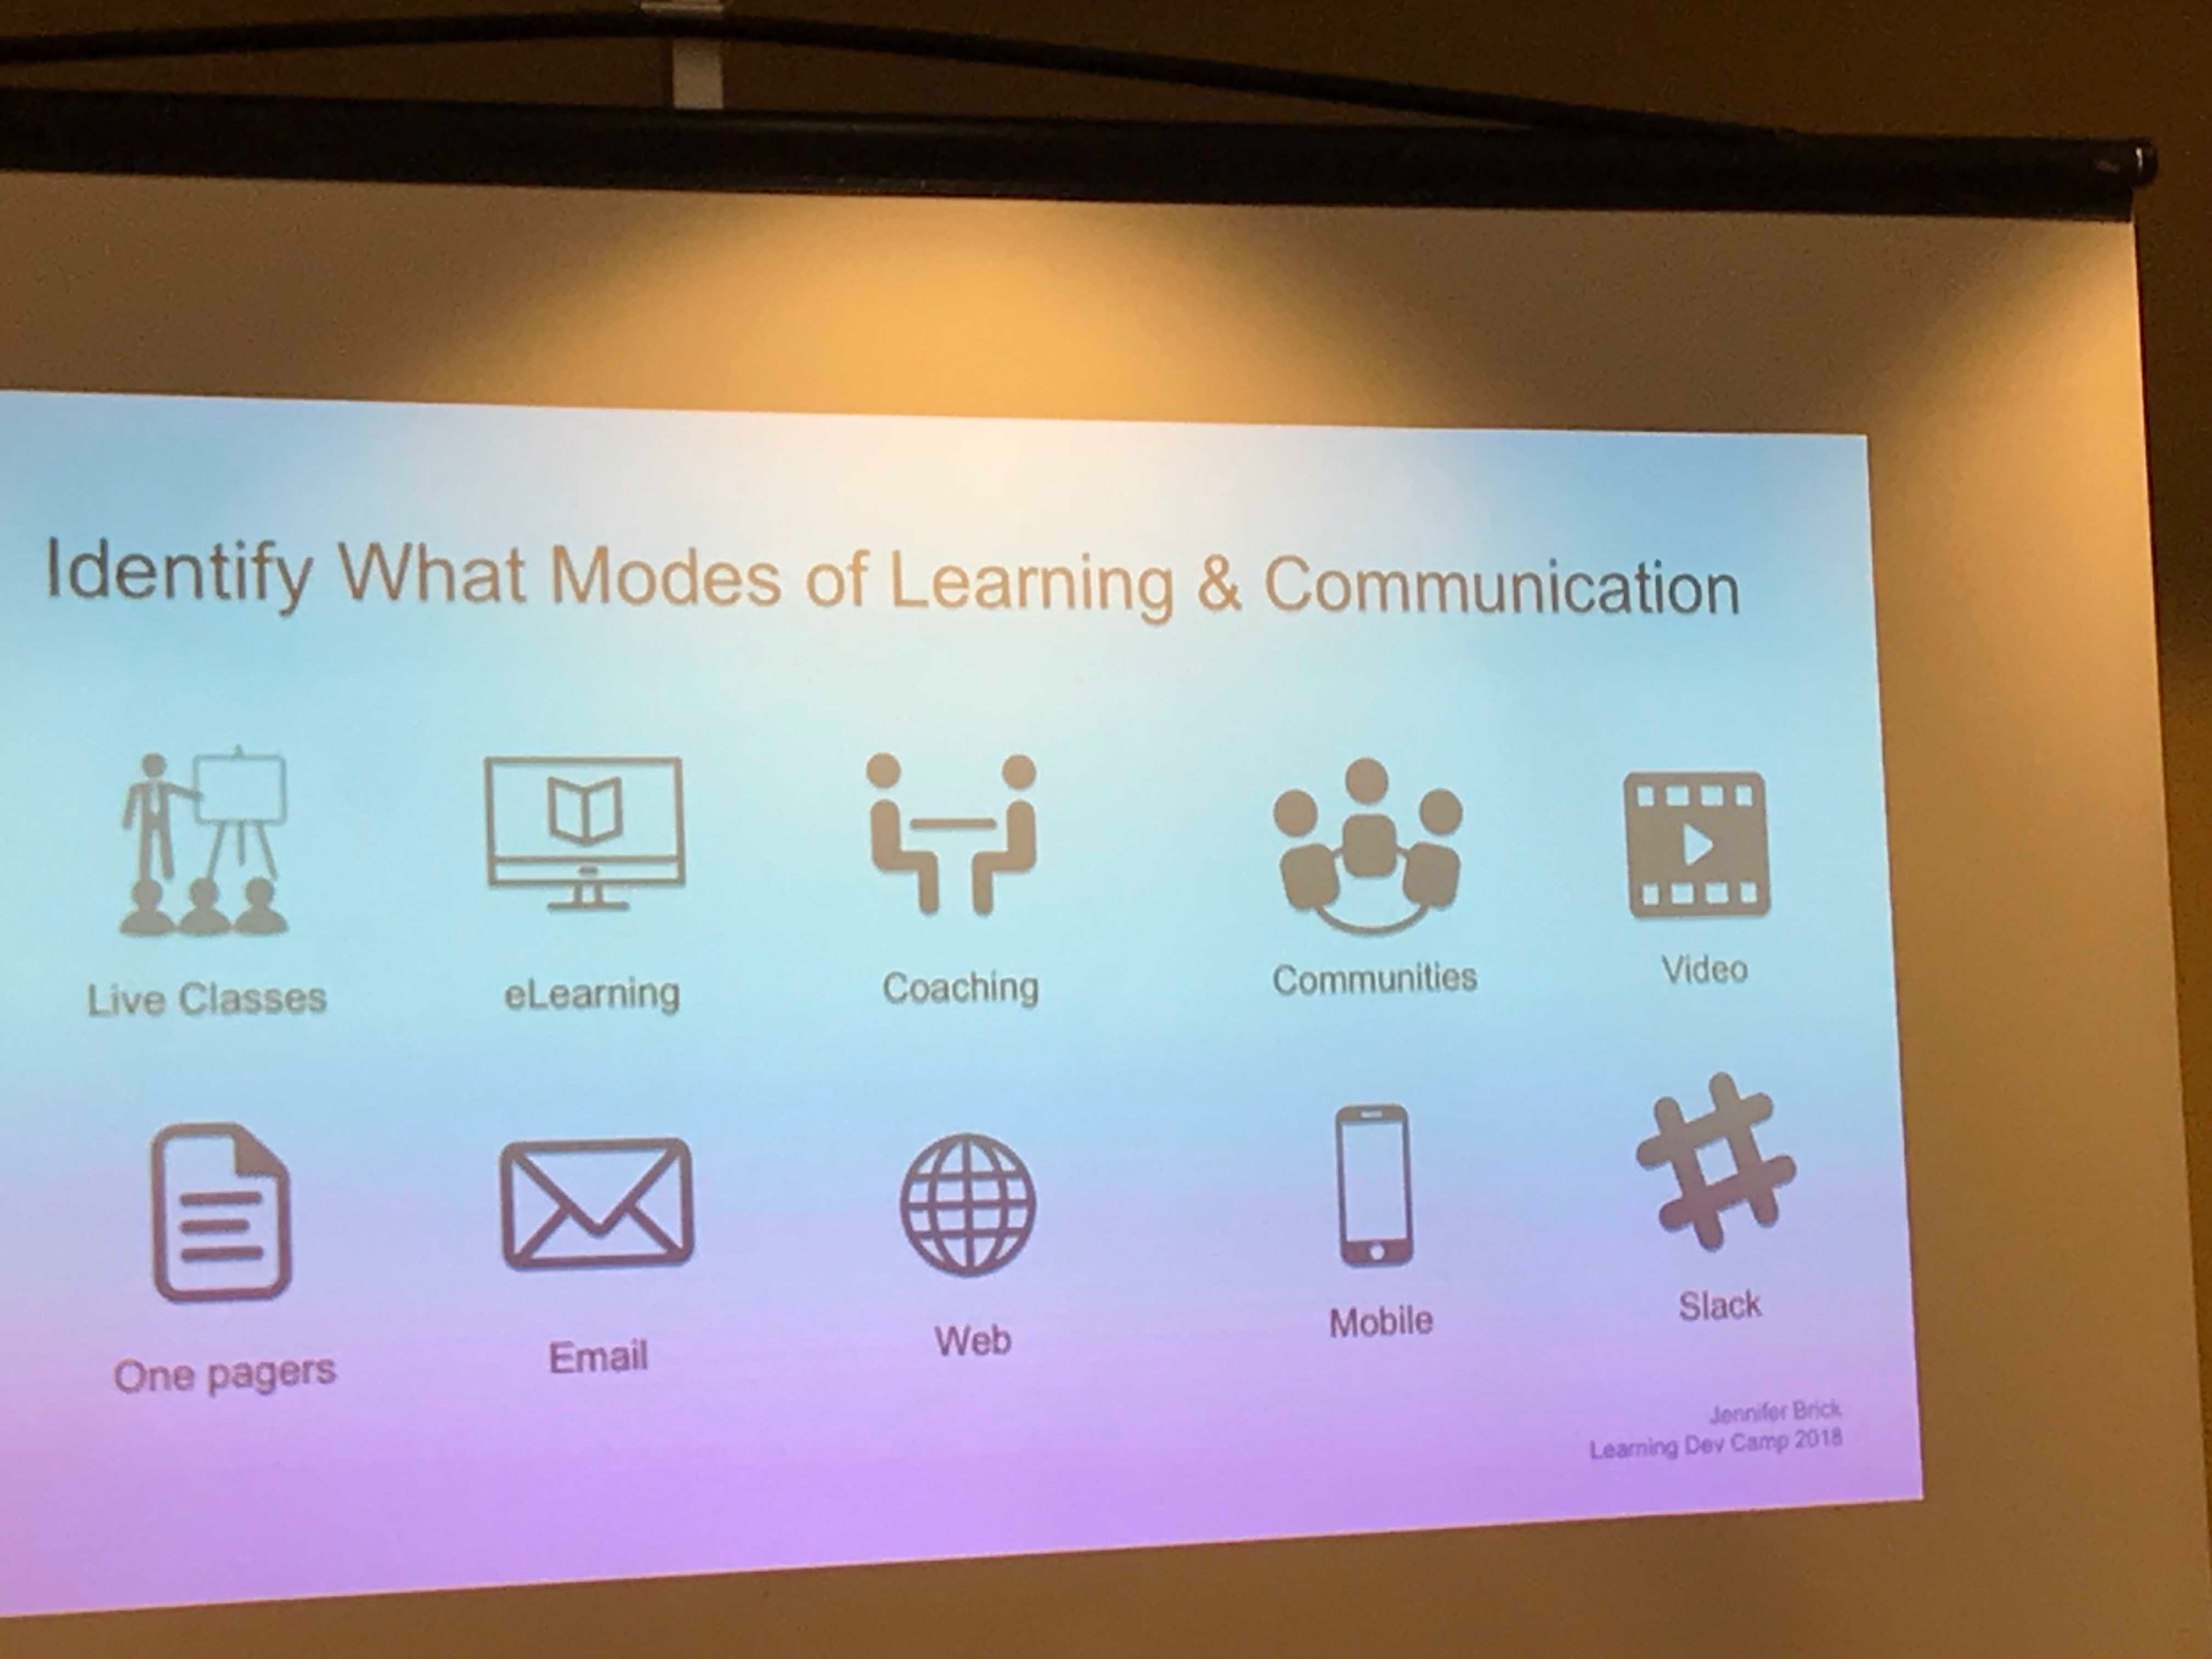 Identify What Modes of Learning & Communication
Live Classes
eLearning
Coaching
Communities
Video
One pagers
Email
Web
Mobile
Slack
Jennifer Brick
Learning Dev Camp 2018